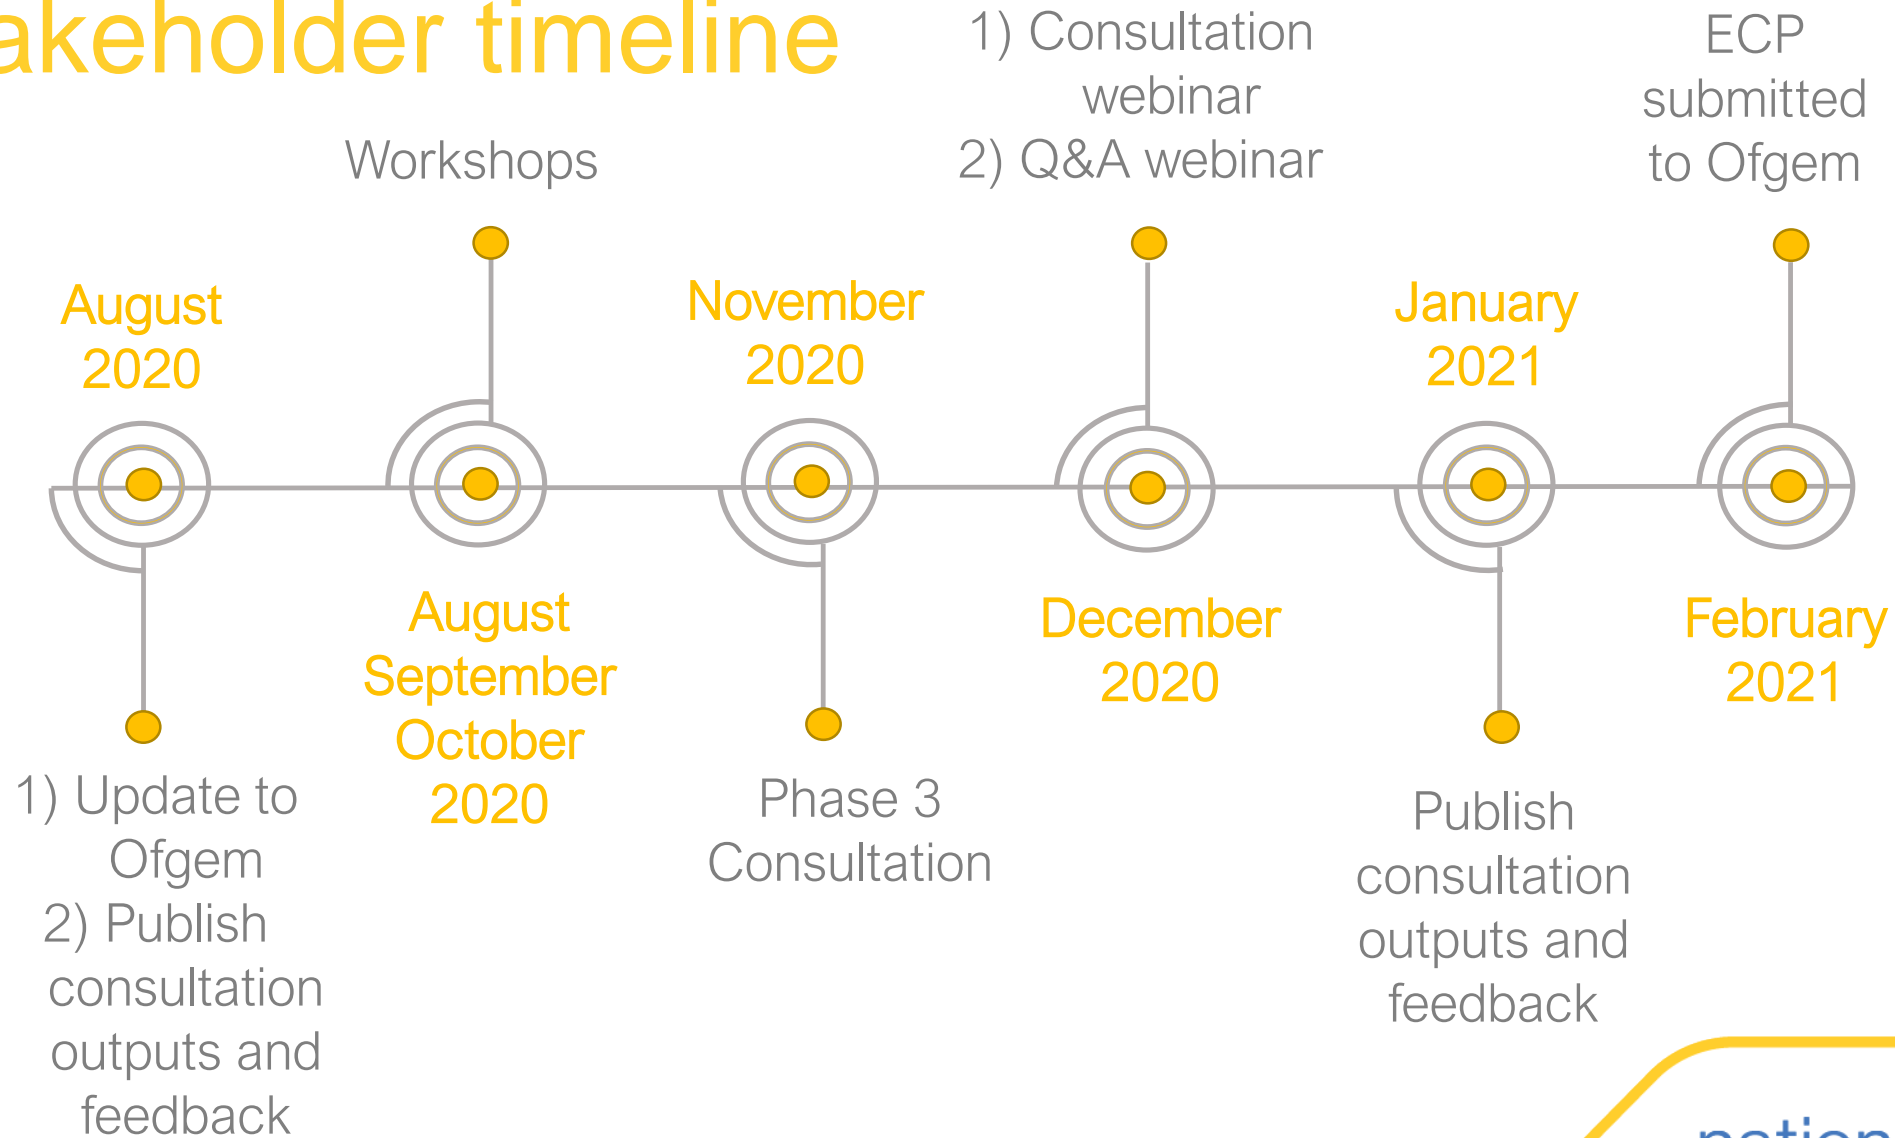 akeholder timeline
1) Consultation
webinar
2) Q&A webinar
ECP
submitted
to Ofgem
Workshops
August
2020
November
2020
January
2021
August
September
October
2020
December
2020
February
2021
1) Update to
Ofgem
2) Publish
consultation
outputs and
feedback
Phase 3
Consultation
Publish
consultation
outputs and
feedback